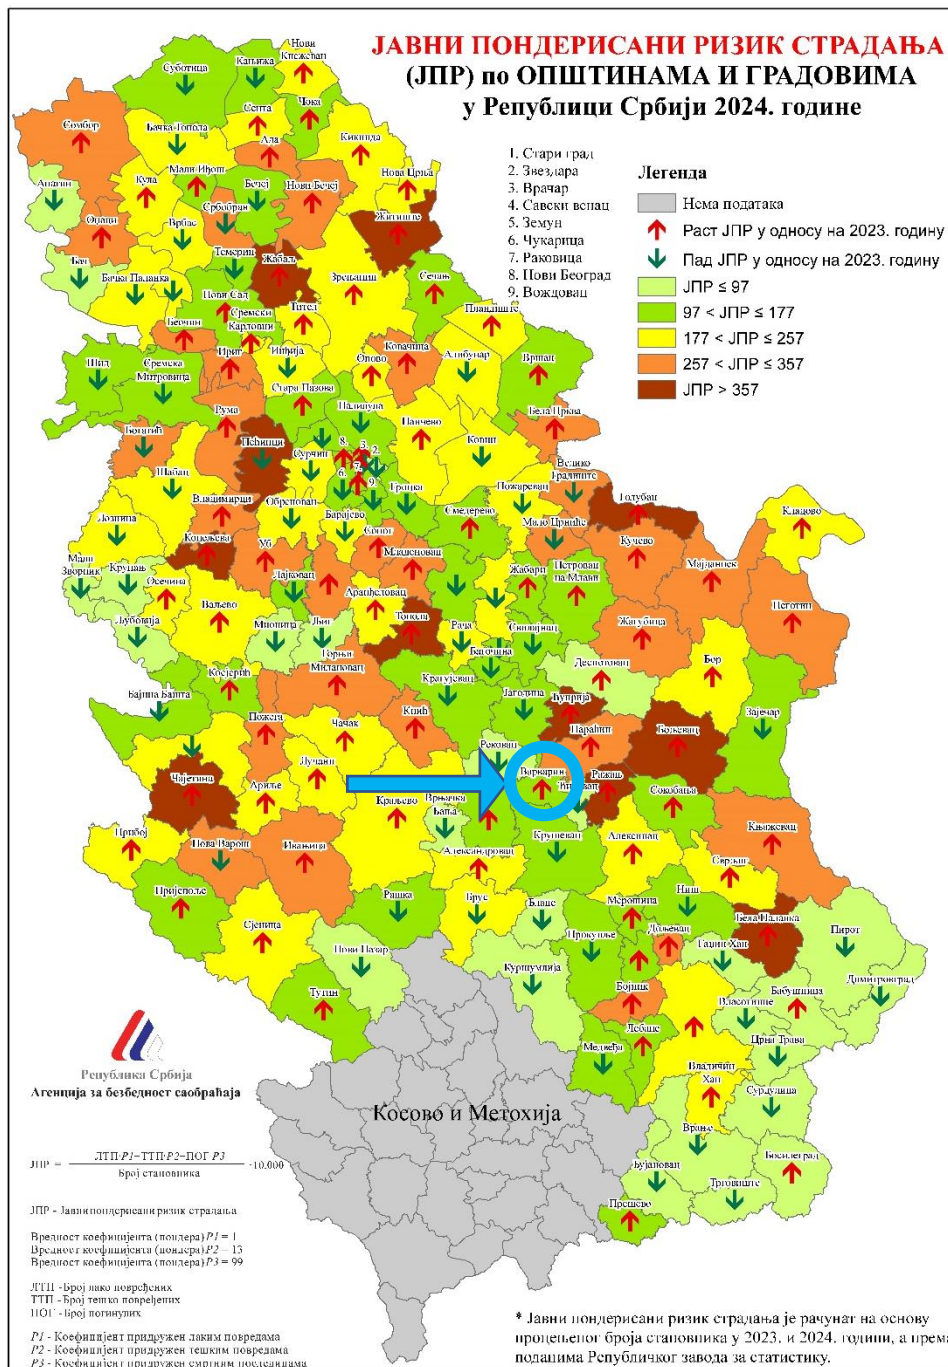 ЈАВНИ ПОНДЕРИСАНИ РИЗИК СТРАДАЊА
(ЈПР) по ОПШТИНАМА И ГРАДОВИМА
у Републици Србији 2024. године
1. Стари град
2. Звездара
3. Врачар
4. Савски венац
5. Земун
6. Чукарица
7. Раковица
8. Нови Београд
9. Вождовац
Легенда
Нема података
Раст ЈПР у односу на 2023. годину
Пад ЈПР у односу на 2023. годину
ЈПР ≤ 97
97 < ЈПР ≤ 177
177 < ЈПР ≤ 257
257 < ЈПР ≤ 357
ЈПР > 357
Суботица
Кањижа
Нови
Кнежевац
Сомбор
Бачка Топола
Сента
Чока
Ада
Кикинда
Апатин
Кула
Мали Иђош
Бечеј
Нови Бечеј
Нова Црња
Оџаци
Врбас
Србобран
Житиште
Бач
Бачка Паланка
Темерин
Жабаљ
Зрењанин
Сечањ
Нови Сад
Сремски
Карловци
Тител
Пландиште
Беочин
Ириг
Инђија
Опово
Ковачица
Алибунар
Вршац
Шид
Сремска
Митровица
Стара Пазова
Палилула
Рума
Панчево
Бела Црква
Богатић
Пећинци
Сурчин
8.
3.
2.
7.
6.
9.
Ковин
Шабац
Гроцка
Пожаревац
Велико
Градиште
Голубац
Владимирци
Обреновац
Барајево
Смедерево
Мало Црниће
Кладово
Лозница
Коцељева
Уб
Сопот
Младеновац
Кучево
Мали
Зворник
Крупањ
Осечина
Лајковац
Жабари
Петровац
на Млави
Мајданпек
Неготин
Љубовија
Ваљево
Мионица
Љиг
Аранђеловац
Топола
Рача
Свилајнац
Жагубица
Горњи
Милановац
Баточина
Деспотовац
Бор
Бајина Башта
Косјерић
Крагујевац
Јагодина
Ћуприја
Зајечар
Пожега
Чачак
Кнић
Параћин
Бољевац
Рековац
Чајетина
Ариље
Лучани
Варварин
Ражањ
Ћићевац
Сокобања
Краљево
Врњачка
Бања
Прибој
Нова Варош
Ивањица
Александровац
Крушевац
Алексинац
Књажевац
Сврљиг
Пријепоље
Рашка
Брус
Блаце
Мерошина
Ниш
Бела Паланка
Сјеница
Нови Пазар
Прокупље
Дољевац
Гаџин Хан
Пирот
Куршумлија
Бојник
Бабушница
Димитровград
Тутин
Власотинце
Лебане
Медвеђа
Црна Трава
Владичин
Хан
Сурдулица
Врање
Босилеград
Бујановац
Трговиште
Прешево
Косово и Метохија
Република Србија
Агенција за безбедност саобраћаја
ЈПР = ЛТП·P1+ТТП·P2+ПОГ·P3
Број становника
·10.000
ЈПР - Јавни пондерисани ризик страдања
Вредност коефицијента (пондера) P1 = 1
Вредност коефицијента (пондера) P2 = 13
Вредност коефицијента (пондера) P3 = 99
ЛТП - Број лако повређених
ТТП - Број тешко повређених
ПОГ - Број погинулих
P1 - Коефицијент придружен лаким повредама
P2 - Коефицијент придружен тешким повредама
P3 - Коефицијент придружен смртним последицама
* Јавни пондерисани ризик страдања је рачунат на основу
процењеног броја становника у 2023. и 2024. години, а према
подацима Републичког завода за статистику.